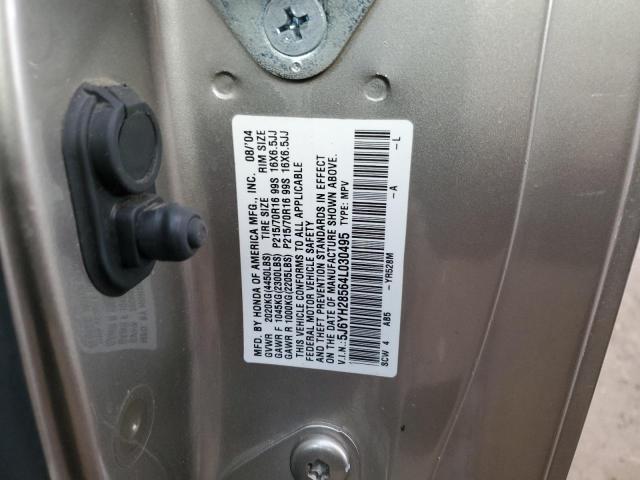 MFD. BY HONDA OF AMERICA MFG., INC. 08/'04
GVWR 2020KG(4450LBS) TIRE SIZE RIM SIZE
GAWR F 1045KG(2300LBS) P215/70R16 99S 16X6.5JJ
GAWR R 1000KG(2205LBS) P215/70R16 99S 16X6.5JJ
THIS VEHICLE CONFORMS TO ALL APPLICABLE
FEDERAL MOTOR VEHICLE SAFETY
AND THEFT PREVENTION STANDARDS IN EFFECT
ON THE DATE OF MANUFACTURE SHOWN ABOVE.
V.I.N.:5J6YH28564L030495 TYPE: MPV
SCW 4 A85 -YR528M -A -L